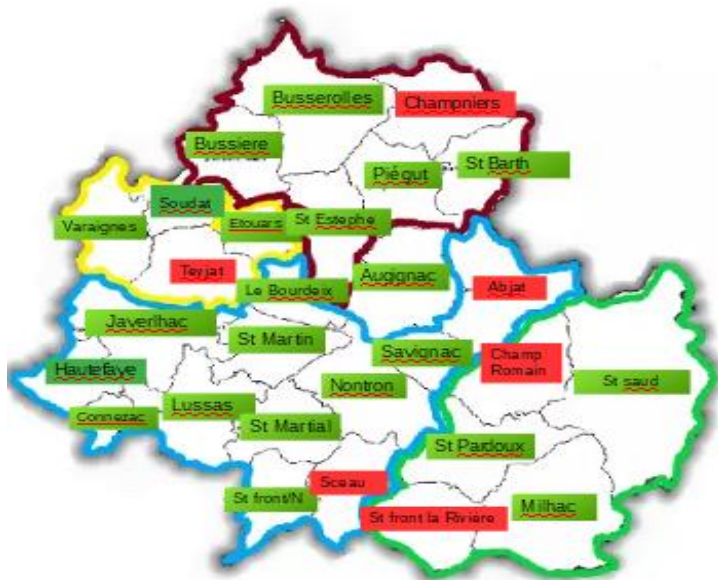 Busserolles
Champniers
Bussiere
St Barth
Piégut
Soudat
Varaignes
Etouars
St Estephe
Teyjat
Augignac
Le Bourdeix
Abjat
Javerlhac
St Martin
Savignac
Champ
Romain
Hautefaye
Nontron
St saud
Connezac
Lussas
St Martial
St Pardoux
Sceau
St front/N
St front la Rivière
Milhac